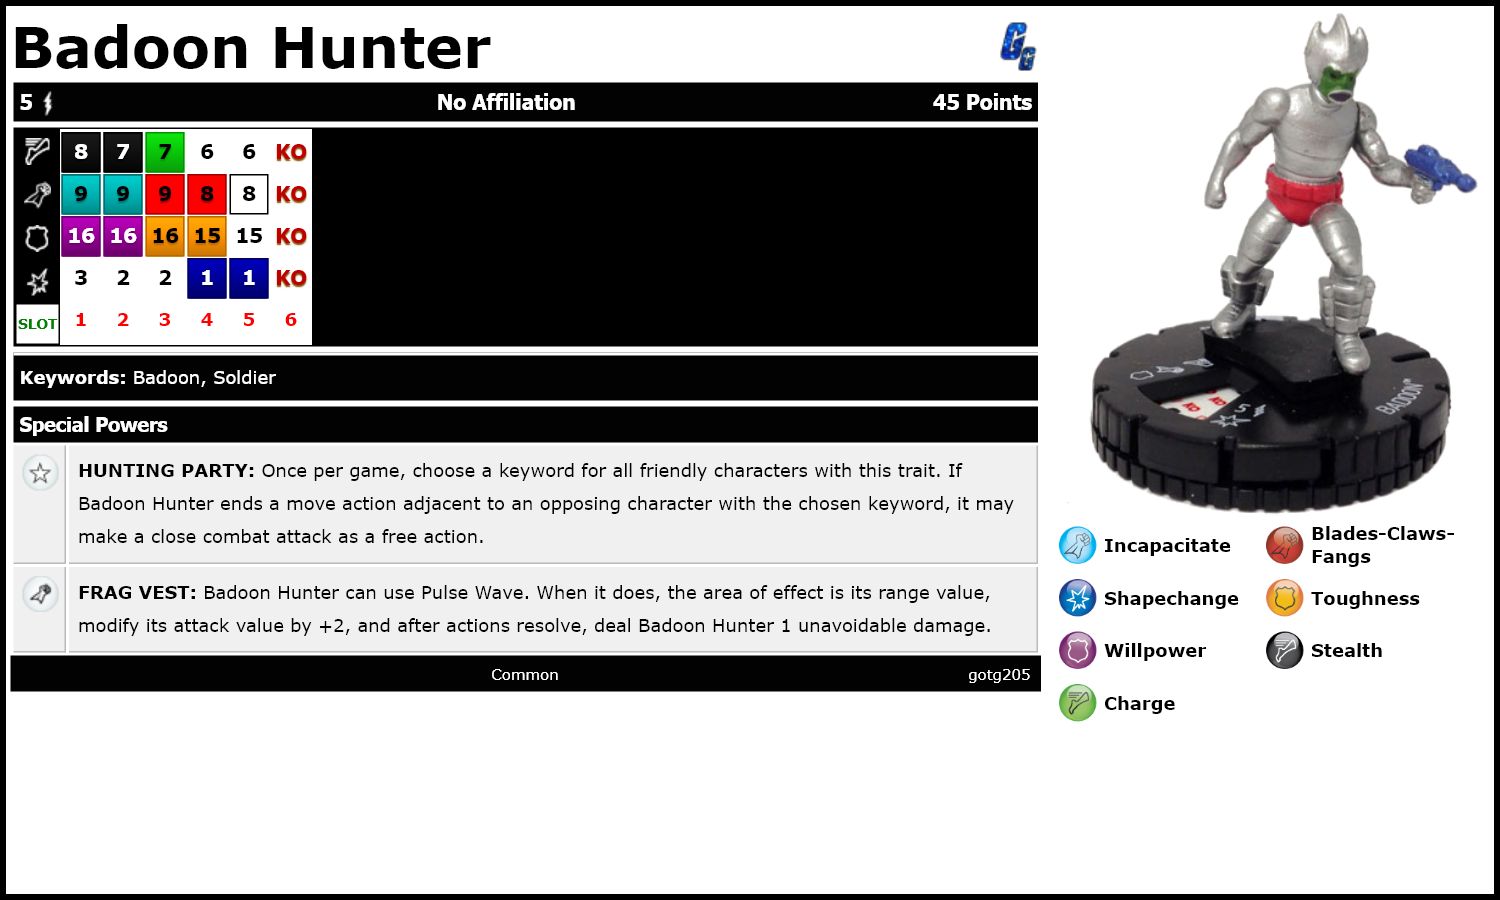 Badoon Hunter
GG
5 No Affiliation 45 Points
8 7 7 6 6 KO
9 9 9 8 8 KO
16 16 16 15 15 KO
3 2 2 1 1 KO
SLOT 1 2 3 4 5 6
Keywords: Badoon, Soldier
Special Powers
HUNTING PARTY: Once per game, choose a keyword for all friendly characters with this trait. If
Badoon Hunter ends a move action adjacent to an opposing character with the chosen keyword, it may
make a close combat attack as a free action.
FRAG VEST: Badoon Hunter can use Pulse Wave. When it does, the area of effect is its range value,
modify its attack value by +2, and after actions resolve, deal Badoon Hunter 1 unavoidable damage.
Common gotg205
KO KO
5
BADOON
Incapacitate
Blades-Claws-
Fangs
Shapechange
Toughness
Willpower
Stealth
Charge